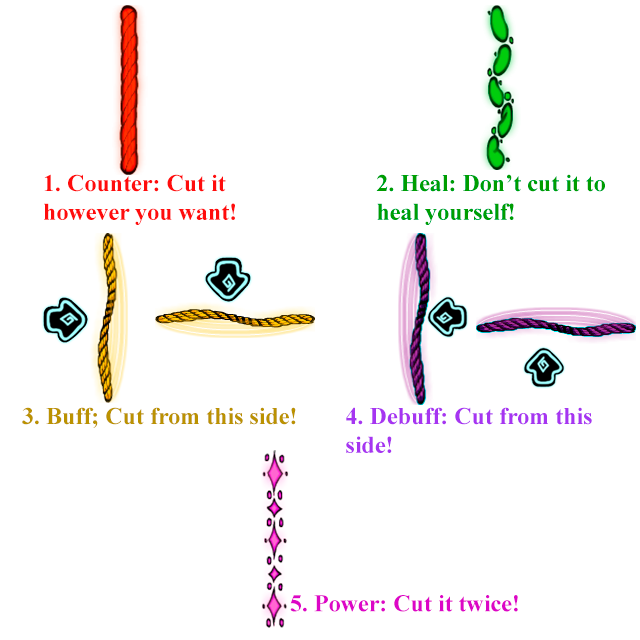 1. Counter: Cut it
however you want!
2. Heal: Don’t cut it to
heal yourself!
3. Buff; Cut from this side!
4. Debuff: Cut from this
side!
5. Power: Cut it twice!